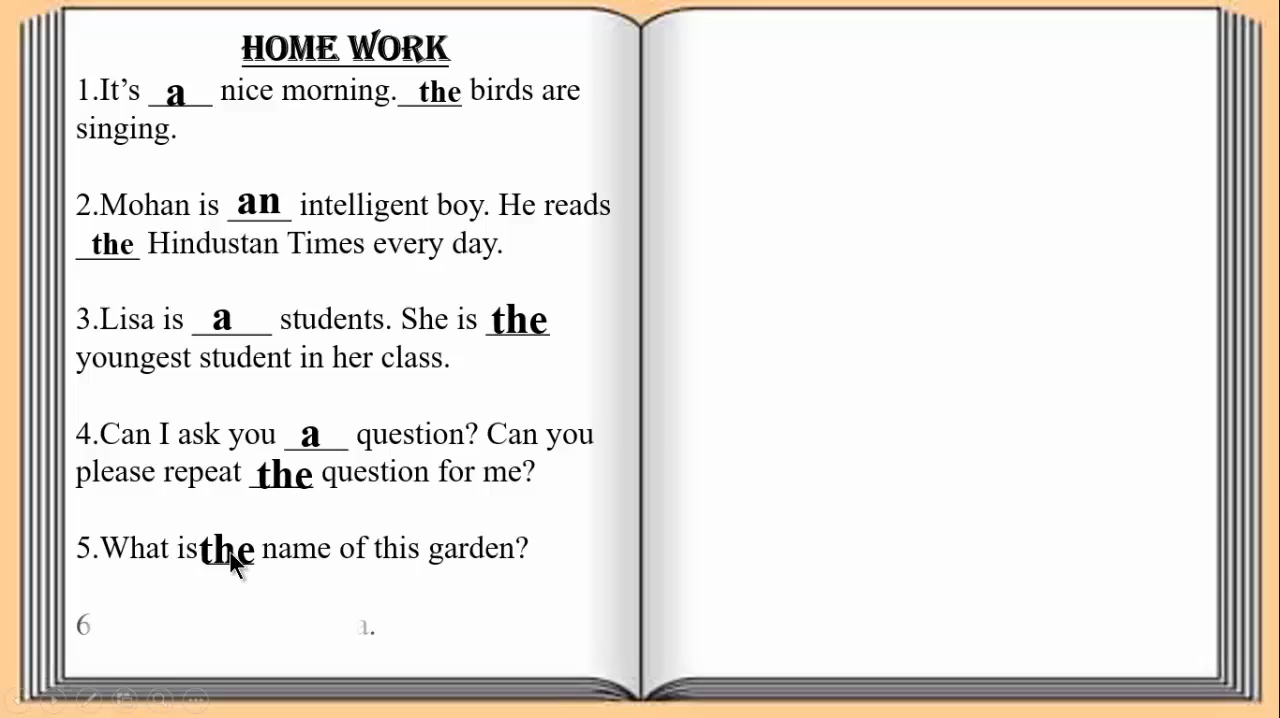 HOME WORK
1.It’s a nice morning. the birds are
singing.
2.Mohan is an intelligent boy. He reads
the Hindustan Times every day.
3.Lisa is a students. She is the
youngest student in her class.
4.Can I ask you a question? Can you
please repeat the question for me?
5.What is the name of this garden?
6 a.